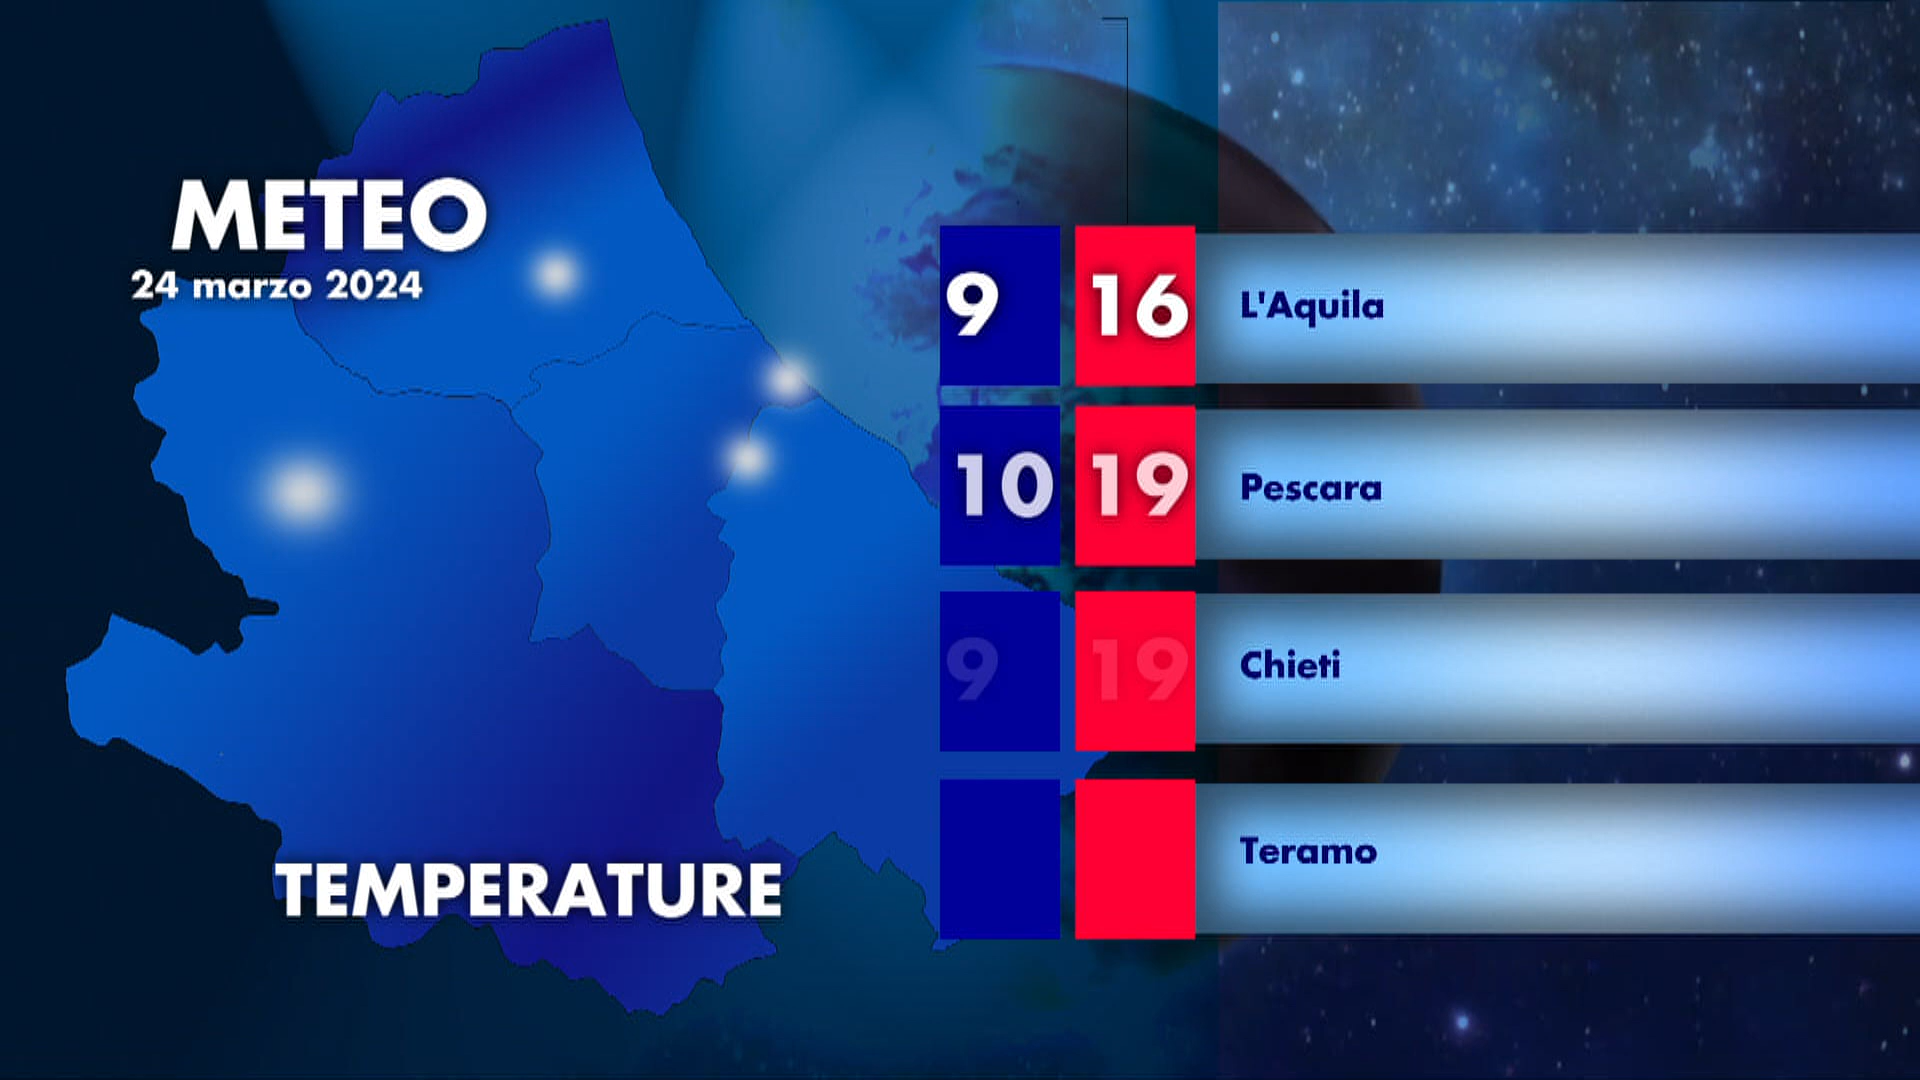 METEO
24 marzo 2024
9 16 L'Aquila
10 19 Pescara
9 19 Chieti
Teramo
TEMPERATURE